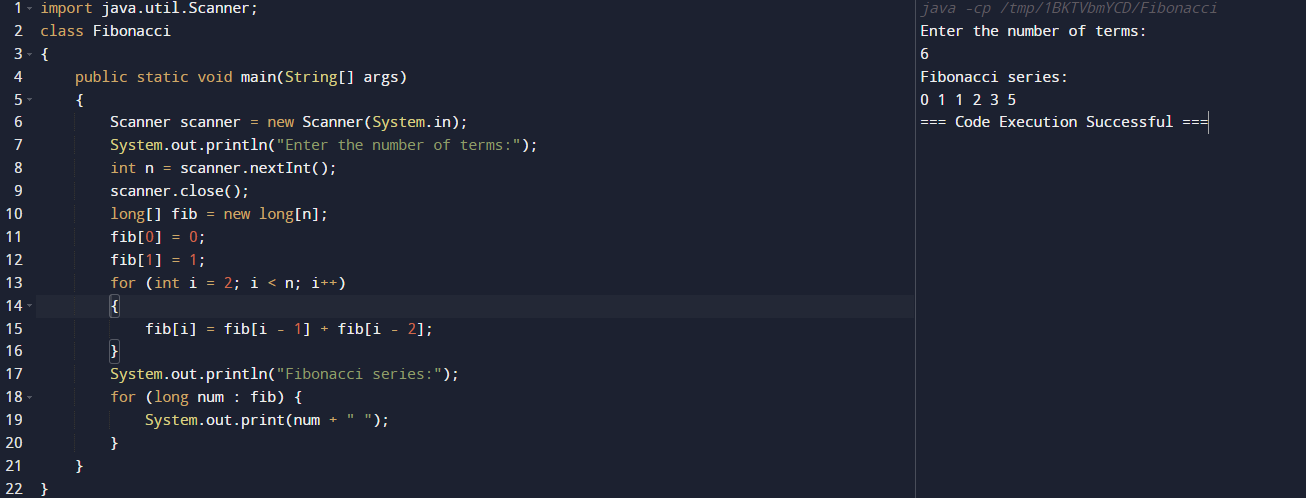 1 import java.util.Scanner;
2 class Fibonacci
3 {
4     public static void main(String[] args)
5     {
6         Scanner scanner = new Scanner(System.in);
7         System.out.println("Enter the number of terms:");
8         int n = scanner.nextInt();
9         scanner.close();
10         long[] fib = new long[n];
11         fib[0] = 0;
12         fib[1] = 1;
13         for (int i = 2; i < n; i++)
14         {
15             fib[i] = fib[i - 1] + fib[i - 2];
16         }
17         System.out.println("Fibonacci series:");
18         for (long num : fib) {
19             System.out.print(num + " ");
20         }
21     }
22 }
java -cp /tmp/1BKTVbmYCD/Fibonacci
Enter the number of terms:
6
Fibonacci series:
0 1 1 2 3 5
=== Code Execution Successful ===